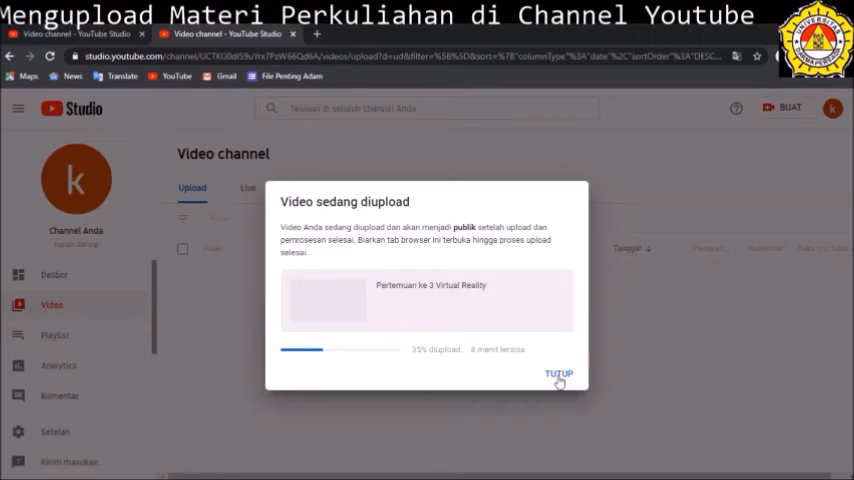 Mengupload Materi Perkuliahan di Channel Youtube
Video channel - YouTube Studio
Video channel - YouTube Studio
Maps News Translate YouTube Gmail File Penting Adam
Studio
Telusuri di seluruh channel Anda
BUAT
k
k
Channel Anda
Video channel
Upload Live
Filter
Tanggal
Dasbor
Video
Playlist
Analytics
Komentar
Setelan
Kirim masukan
Video sedang diupload
Video Anda sedang diupload dan akan menjadi publik setelah upload dan
pemrosesan selesai. Biarkan tab browser ini terbuka hingga proses upload
selesai.
Pertemuan ke 3 Virtual Reality
35% diupload 8 menit tersisa
TUTUP